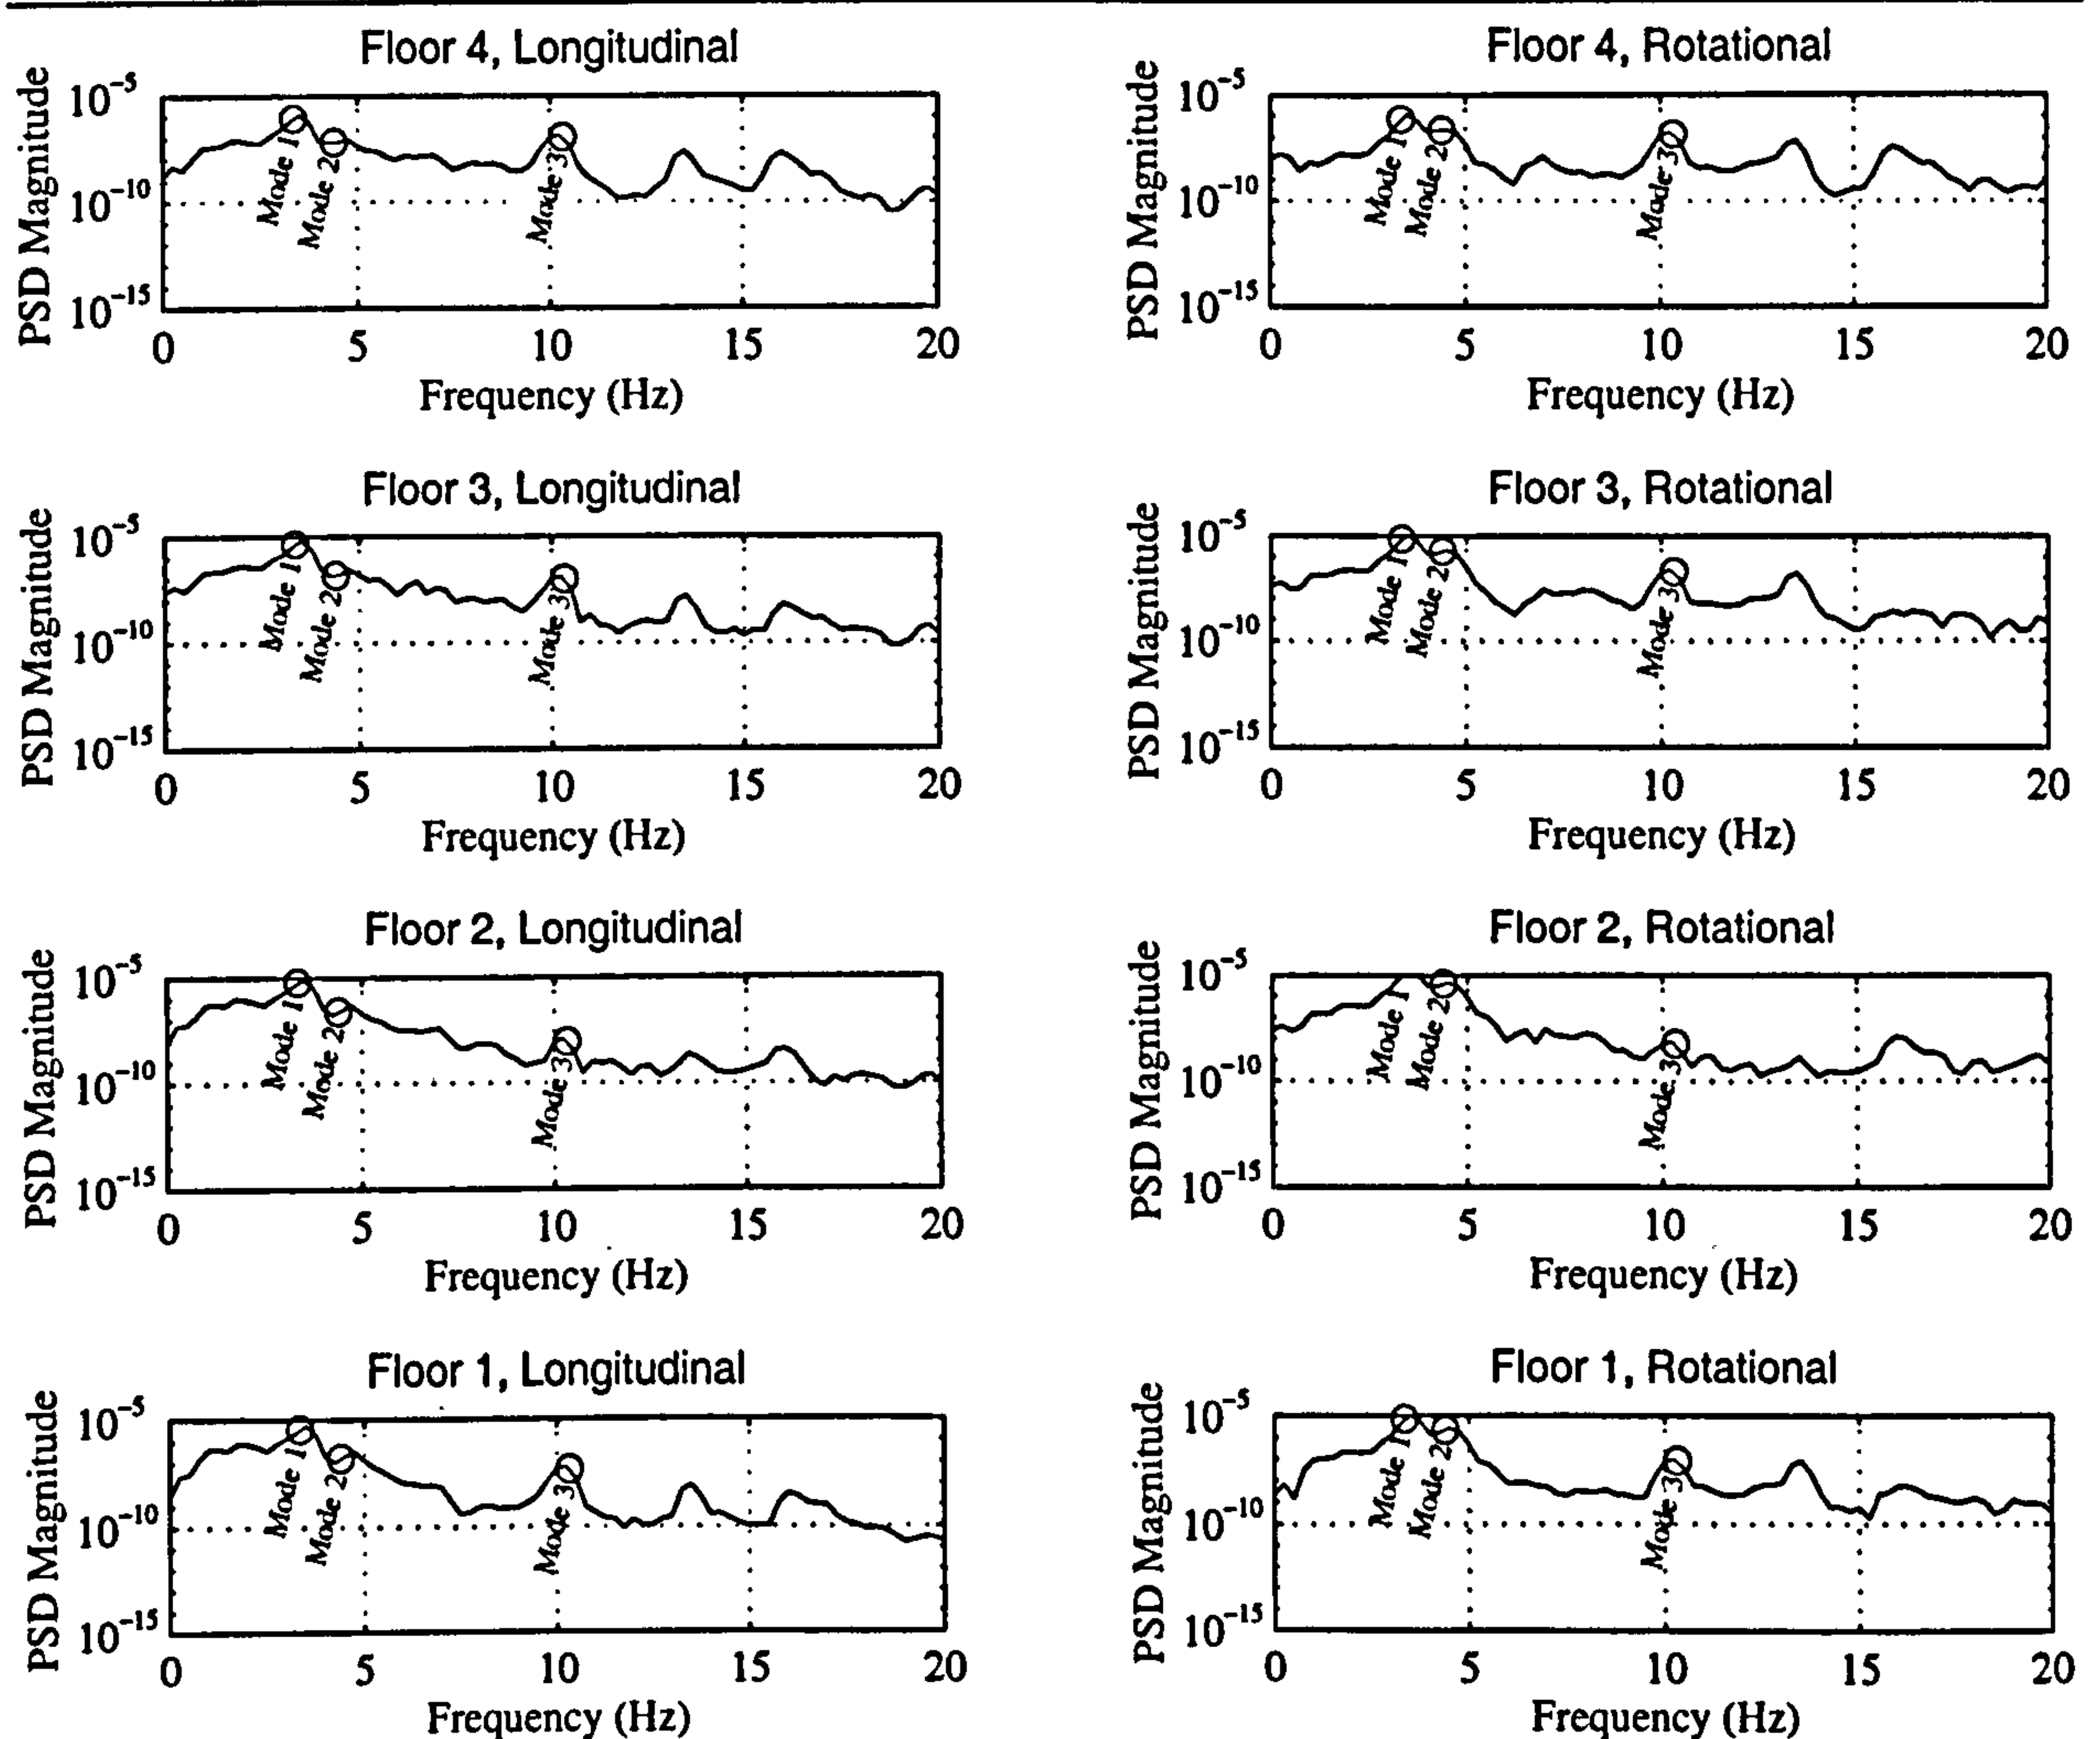 Floor 4, Longitudinal
PSD Magnitude
10⁻⁵
10⁻¹⁰
10⁻¹⁵
Mode 1
Mode 2
Mode 3
0 5 10 15 20
Frequency (Hz)
Floor 4, Rotational
PSD Magnitude
10⁻⁵
10⁻¹⁰
10⁻¹⁵
Mode 1
Mode 2
Mode 3
0 5 10 15 20
Frequency (Hz)
Floor 3, Longitudinal
PSD Magnitude
10⁻⁵
10⁻¹⁰
10⁻¹⁵
Mode 1
Mode 2
Mode 3
0 5 10 15 20
Frequency (Hz)
Floor 3, Rotational
PSD Magnitude
10⁻⁵
10⁻¹⁰
10⁻¹⁵
Mode 1
Mode 2
Mode 3
0 5 10 15 20
Frequency (Hz)
Floor 2, Longitudinal
PSD Magnitude
10⁻⁵
10⁻¹⁰
10⁻¹⁵
Mode 1
Mode 2
Mode 3
0 5 10 15 20
Frequency (Hz)
Floor 2, Rotational
PSD Magnitude
10⁻⁵
10⁻¹⁰
10⁻¹⁵
Mode 1
Mode 2
Mode 3
0 5 10 15 20
Frequency (Hz)
Floor 1, Longitudinal
PSD Magnitude
10⁻⁵
10⁻¹⁰
10⁻¹⁵
Mode 1
Mode 2
Mode 3
0 5 10 15 20
Frequency (Hz)
Floor 1, Rotational
PSD Magnitude
10⁻⁵
10⁻¹⁰
10⁻¹⁵
Mode 1
Mode 2
Mode 3
0 5 10 15 20
Frequency (Hz)